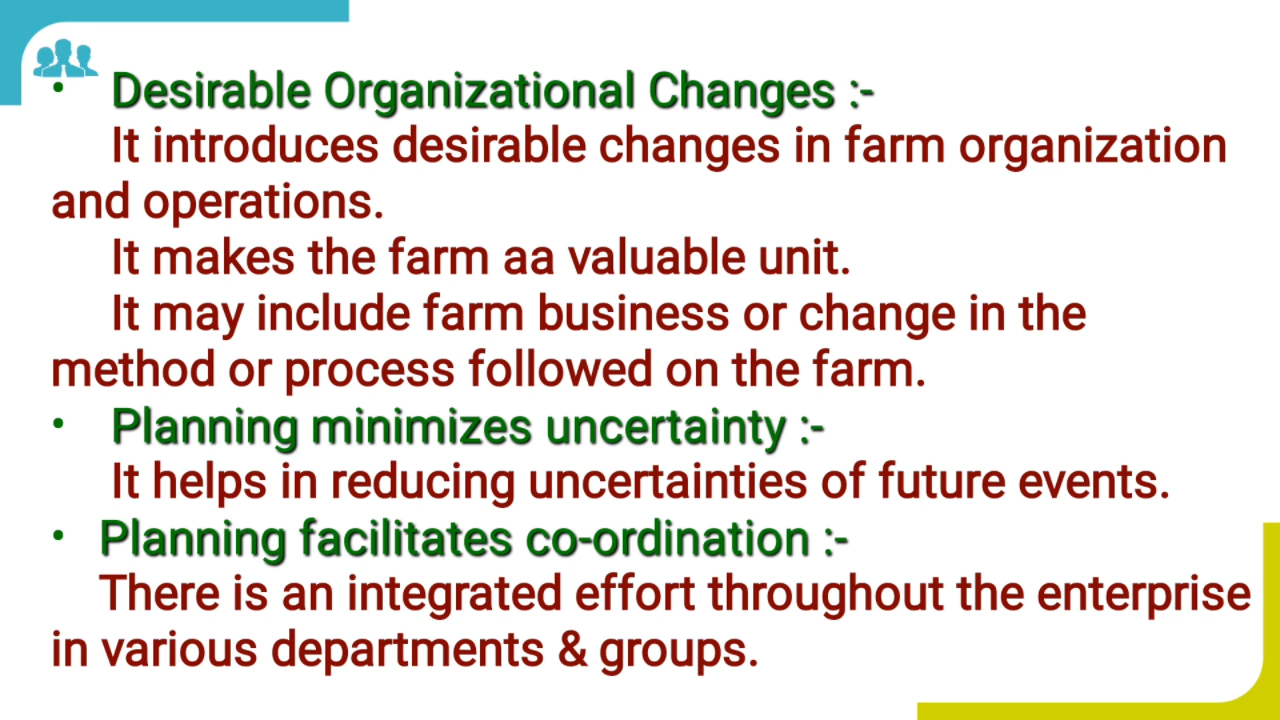 • Desirable Organizational Changes :-
It introduces desirable changes in farm organization
and operations.
It makes the farm aa valuable unit.
It may include farm business or change in the
method or process followed on the farm.
• Planning minimizes uncertainty :-
It helps in reducing uncertainties of future events.
• Planning facilitates co-ordination :-
There is an integrated effort throughout the enterprise
in various departments & groups.